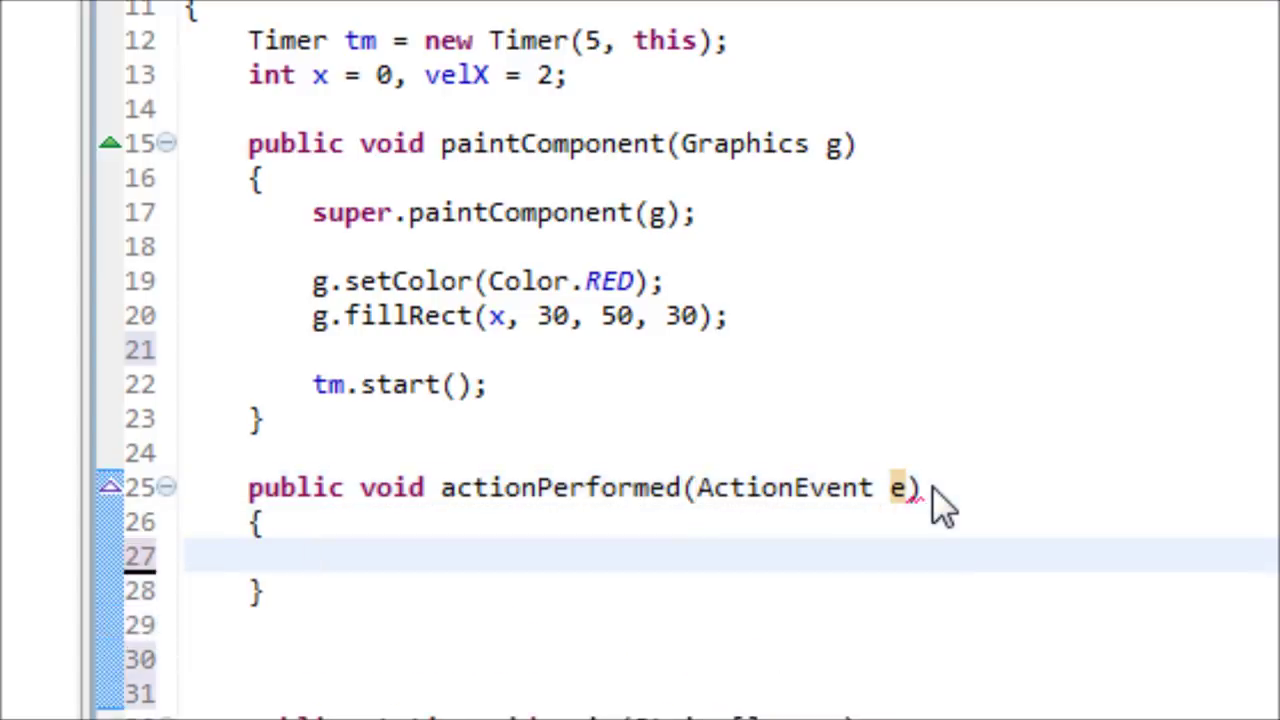 11 {
12 Timer tm = new Timer(5, this);
13 int x = 0, velX = 2;
14
15 public void paintComponent(Graphics g)
16 {
17 super.paintComponent(g);
18
19 g.setColor(Color.RED);
20 g.fillRect(x, 30, 50, 30);
21
22 tm.start();
23 }
24
25 public void actionPerformed(ActionEvent e)
26 {
27
28 }
29
30
31